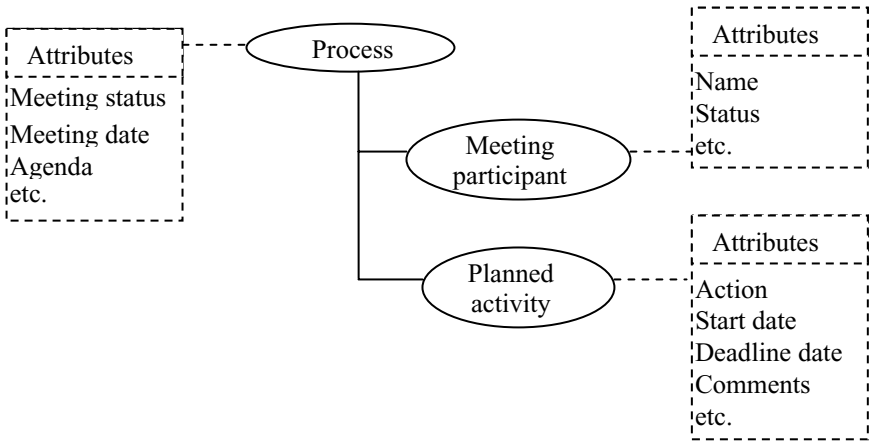 Attributes
Meeting status
Meeting date
Agenda
etc.
Process
Meeting
participant
Attributes
Name
Status
etc.
Planned
activity
Attributes
Action
Start date
Deadline date
Comments
etc.